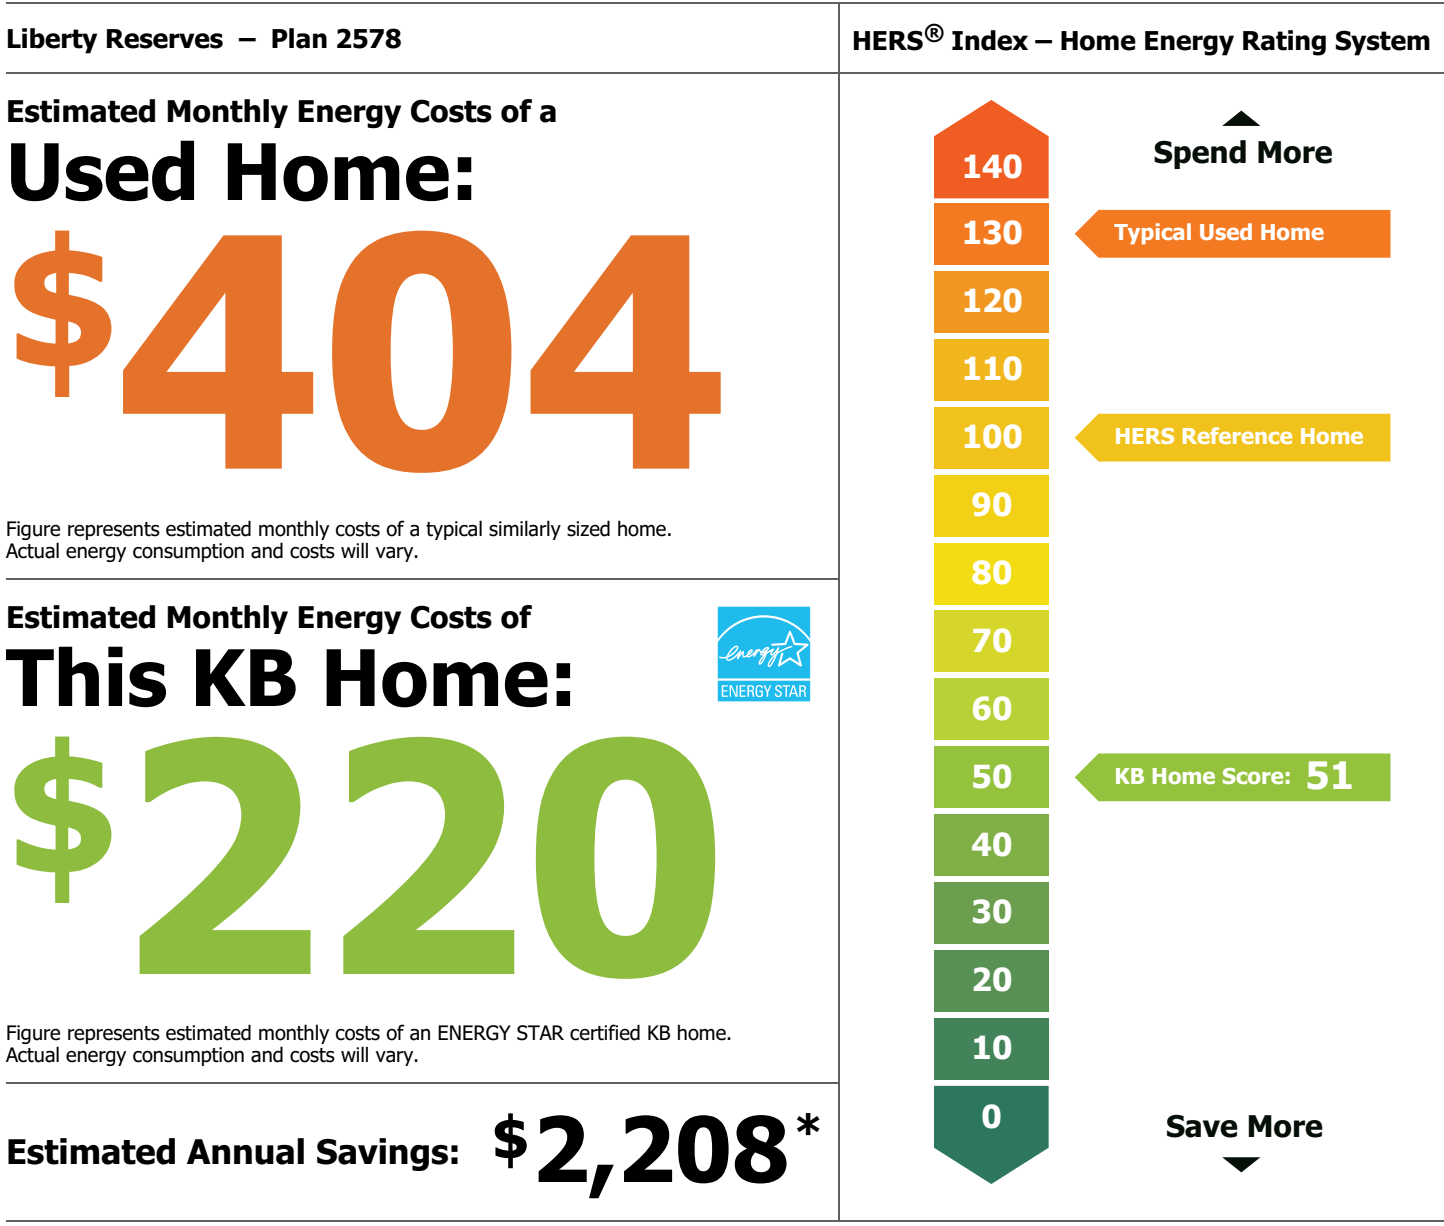 Liberty Reserves – Plan 2578
Estimated Monthly Energy Costs of a
Used Home:
$404
Figure represents estimated monthly costs of a typical similarly sized home.
Actual energy consumption and costs will vary.
Estimated Monthly Energy Costs of
This KB Home:
energy
ENERGY STAR
$220
Figure represents estimated monthly costs of an ENERGY STAR certified KB home.
Actual energy consumption and costs will vary.
Estimated Annual Savings: $2,208*
HERS® Index – Home Energy Rating System
Spend More
140
130 Typical Used Home
120
110
100 HERS Reference Home
90
80
70
60
50 KB Home Score: 51
40
30
20
10
0
Save More